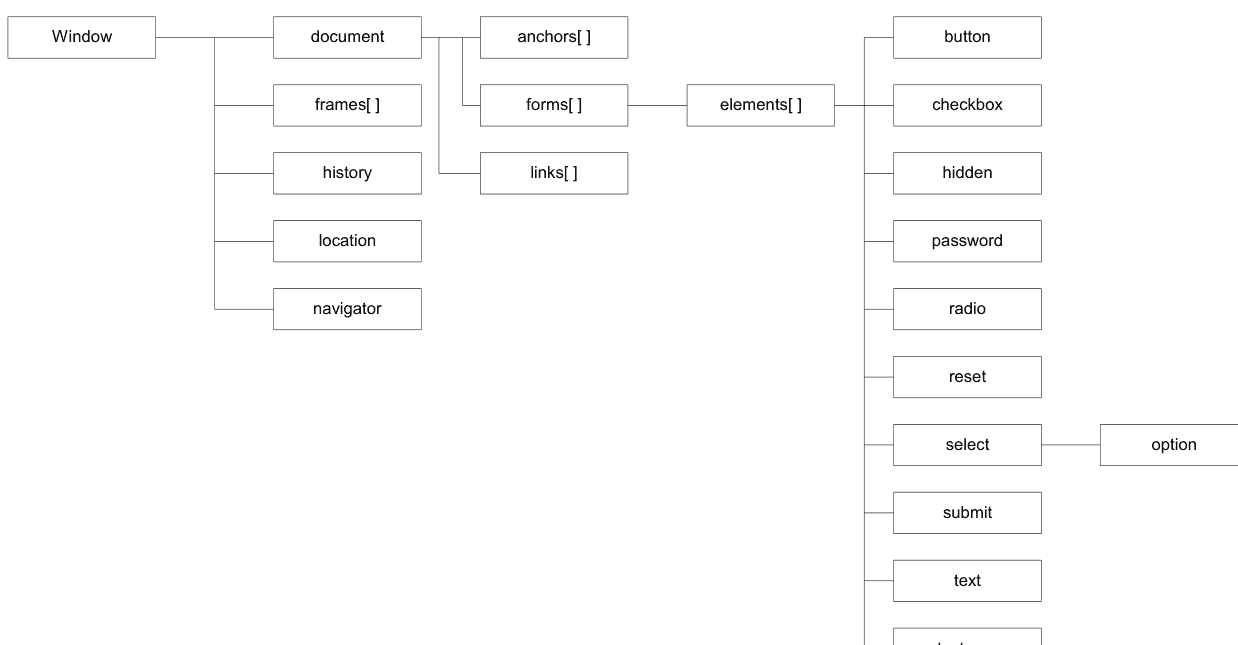 Window
document
anchors[ ]
button
frames[ ]
forms[ ]
elements[ ]
checkbox
history
links[ ]
hidden
location
password
navigator
radio
reset
select
option
submit
text